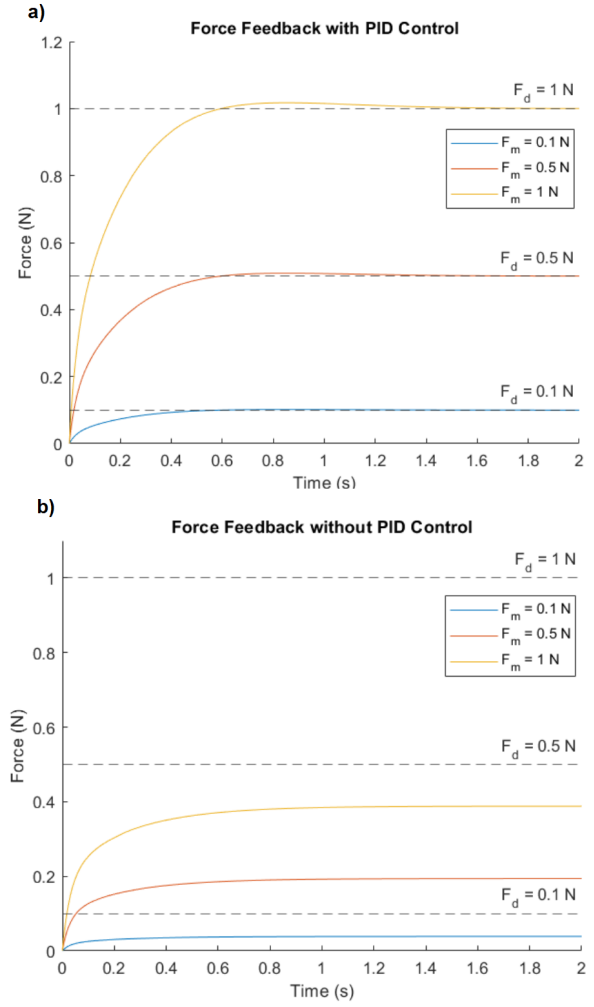 a)
Force Feedback with PID Control
1.2
1
0.8
0.6
0.4
0.2
0
Force (N)
F_d = 1 N
F_m = 0.1 N
F_m = 0.5 N
F_m = 1 N
F_d = 0.5 N
F_d = 0.1 N
0 0.2 0.4 0.6 0.8 1 1.2 1.4 1.6 1.8 2
Time (s)
b)
Force Feedback without PID Control
1
0.8
0.6
0.4
0.2
0
Force (N)
F_d = 1 N
F_m = 0.1 N
F_m = 0.5 N
F_m = 1 N
F_d = 0.5 N
F_d = 0.1 N
0 0.2 0.4 0.6 0.8 1 1.2 1.4 1.6 1.8 2
Time (s)